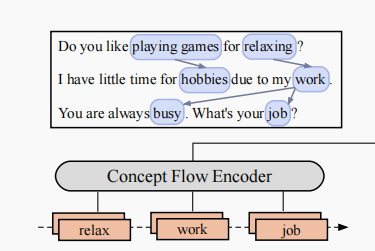 Do you like playing games for relaxing ?
I have little time for hobbies due to my work .
You are always busy . What's your job ?
Concept Flow Encoder
relax work job